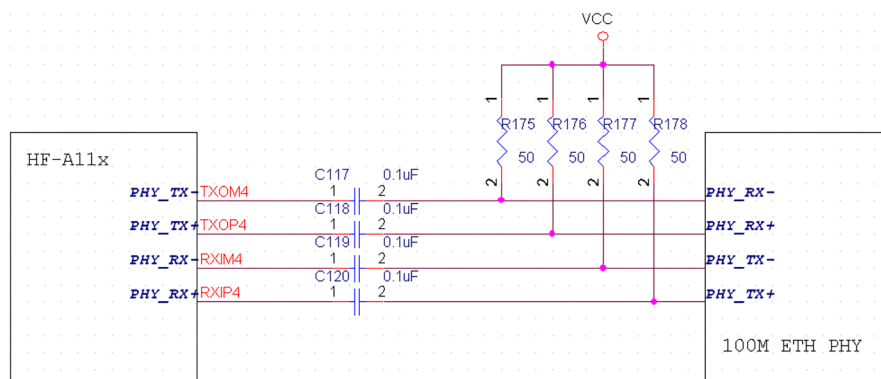 VCC
1 1 1 1
R175 R176 R177 R178
HF-A11x
50 50 50 50
C117 0.1uF
2 2 2 2
PHY_TX- TXOM4 1 2 PHY_RX-
C118 0.1uF
PHY_TX+ TXOP4 1 2 PHY_RX+
C119 0.1uF
PHY_RX- RXIM4 1 2 PHY_TX-
C120 0.1uF
PHY_RX+ RXIP4 1 2 PHY_TX+
100M ETH PHY